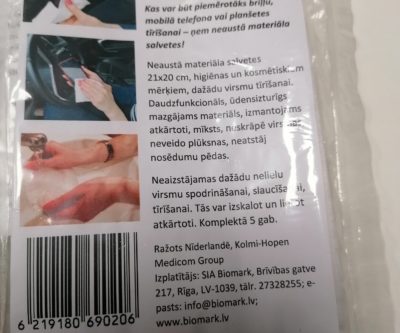 Kas var būt piemērotāks briļļu,
mobilā telefona vai planšetes
tīrīšanai – ņem neaustā materiāla
salvetes!
Neaustā materiāla salvetes
21x20 cm, higiēnas un kosmētiskiem
mērķiem, dažādu virsmu tīrīšanai.
Daudzfunkcionāls, ūdensizturīgs
mazgājams materiāls, izmantojams
atkārtoti, mīksts, neskrāpē virsmas
neveido plūksnas, neatstāj
nosēdumu pēdas.
Neaizstājamas dažādu nelielu
virsmu spodrināšanai, slaucīšanai,
tīrīšanai. Tās var izskalot un lietot
atkārtoti. Komplektā 5 gab.
Ražots Nīderlandē, Kolmi-Hopen
Medicom Group
Izplatītājs: SIA Biomark, Brīvības gatve
217, Rīga, LV-1039, tālr. 27328255; e-
pasts: info@biomark.lv;
www.biomark.lv
6 219180 690206